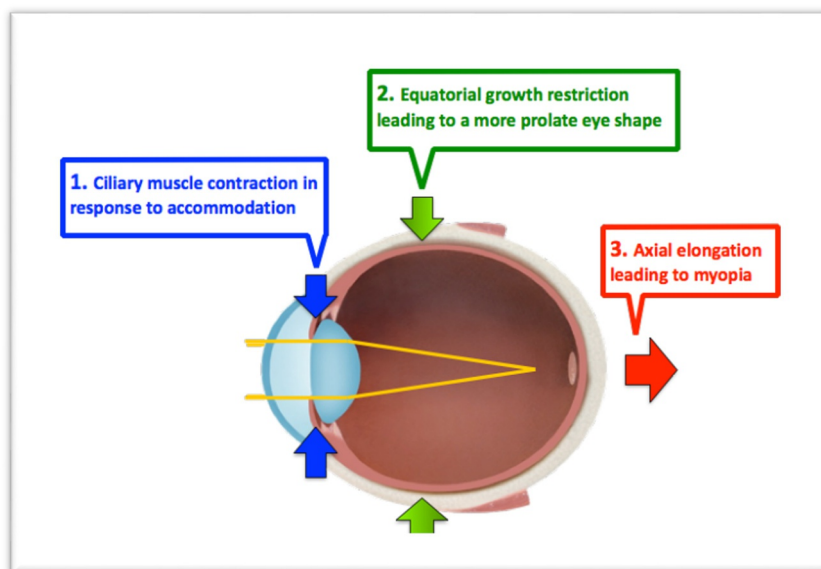 2. Equatorial growth restriction
leading to a more prolate eye shape
1. Ciliary muscle contraction in
response to accommodation
3. Axial elongation
leading to myopia